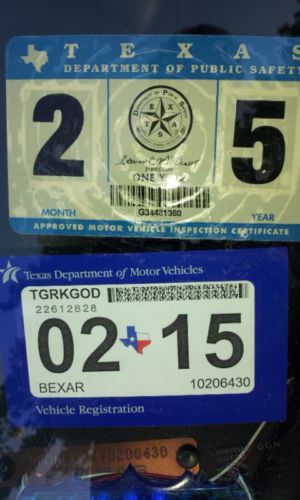 TEXAS
DEPARTMENT OF PUBLIC SAFETY
2 5
DIRECTOR
ONE YEAR
G34481360
MONTH YEAR
APPROVED MOTOR VEHICLE INSPECTION CERTIFICATE
Texas Department of Motor Vehicles
TGRKGOD
22612828
02 15
BEXAR 10206430
Vehicle Registration
10206430